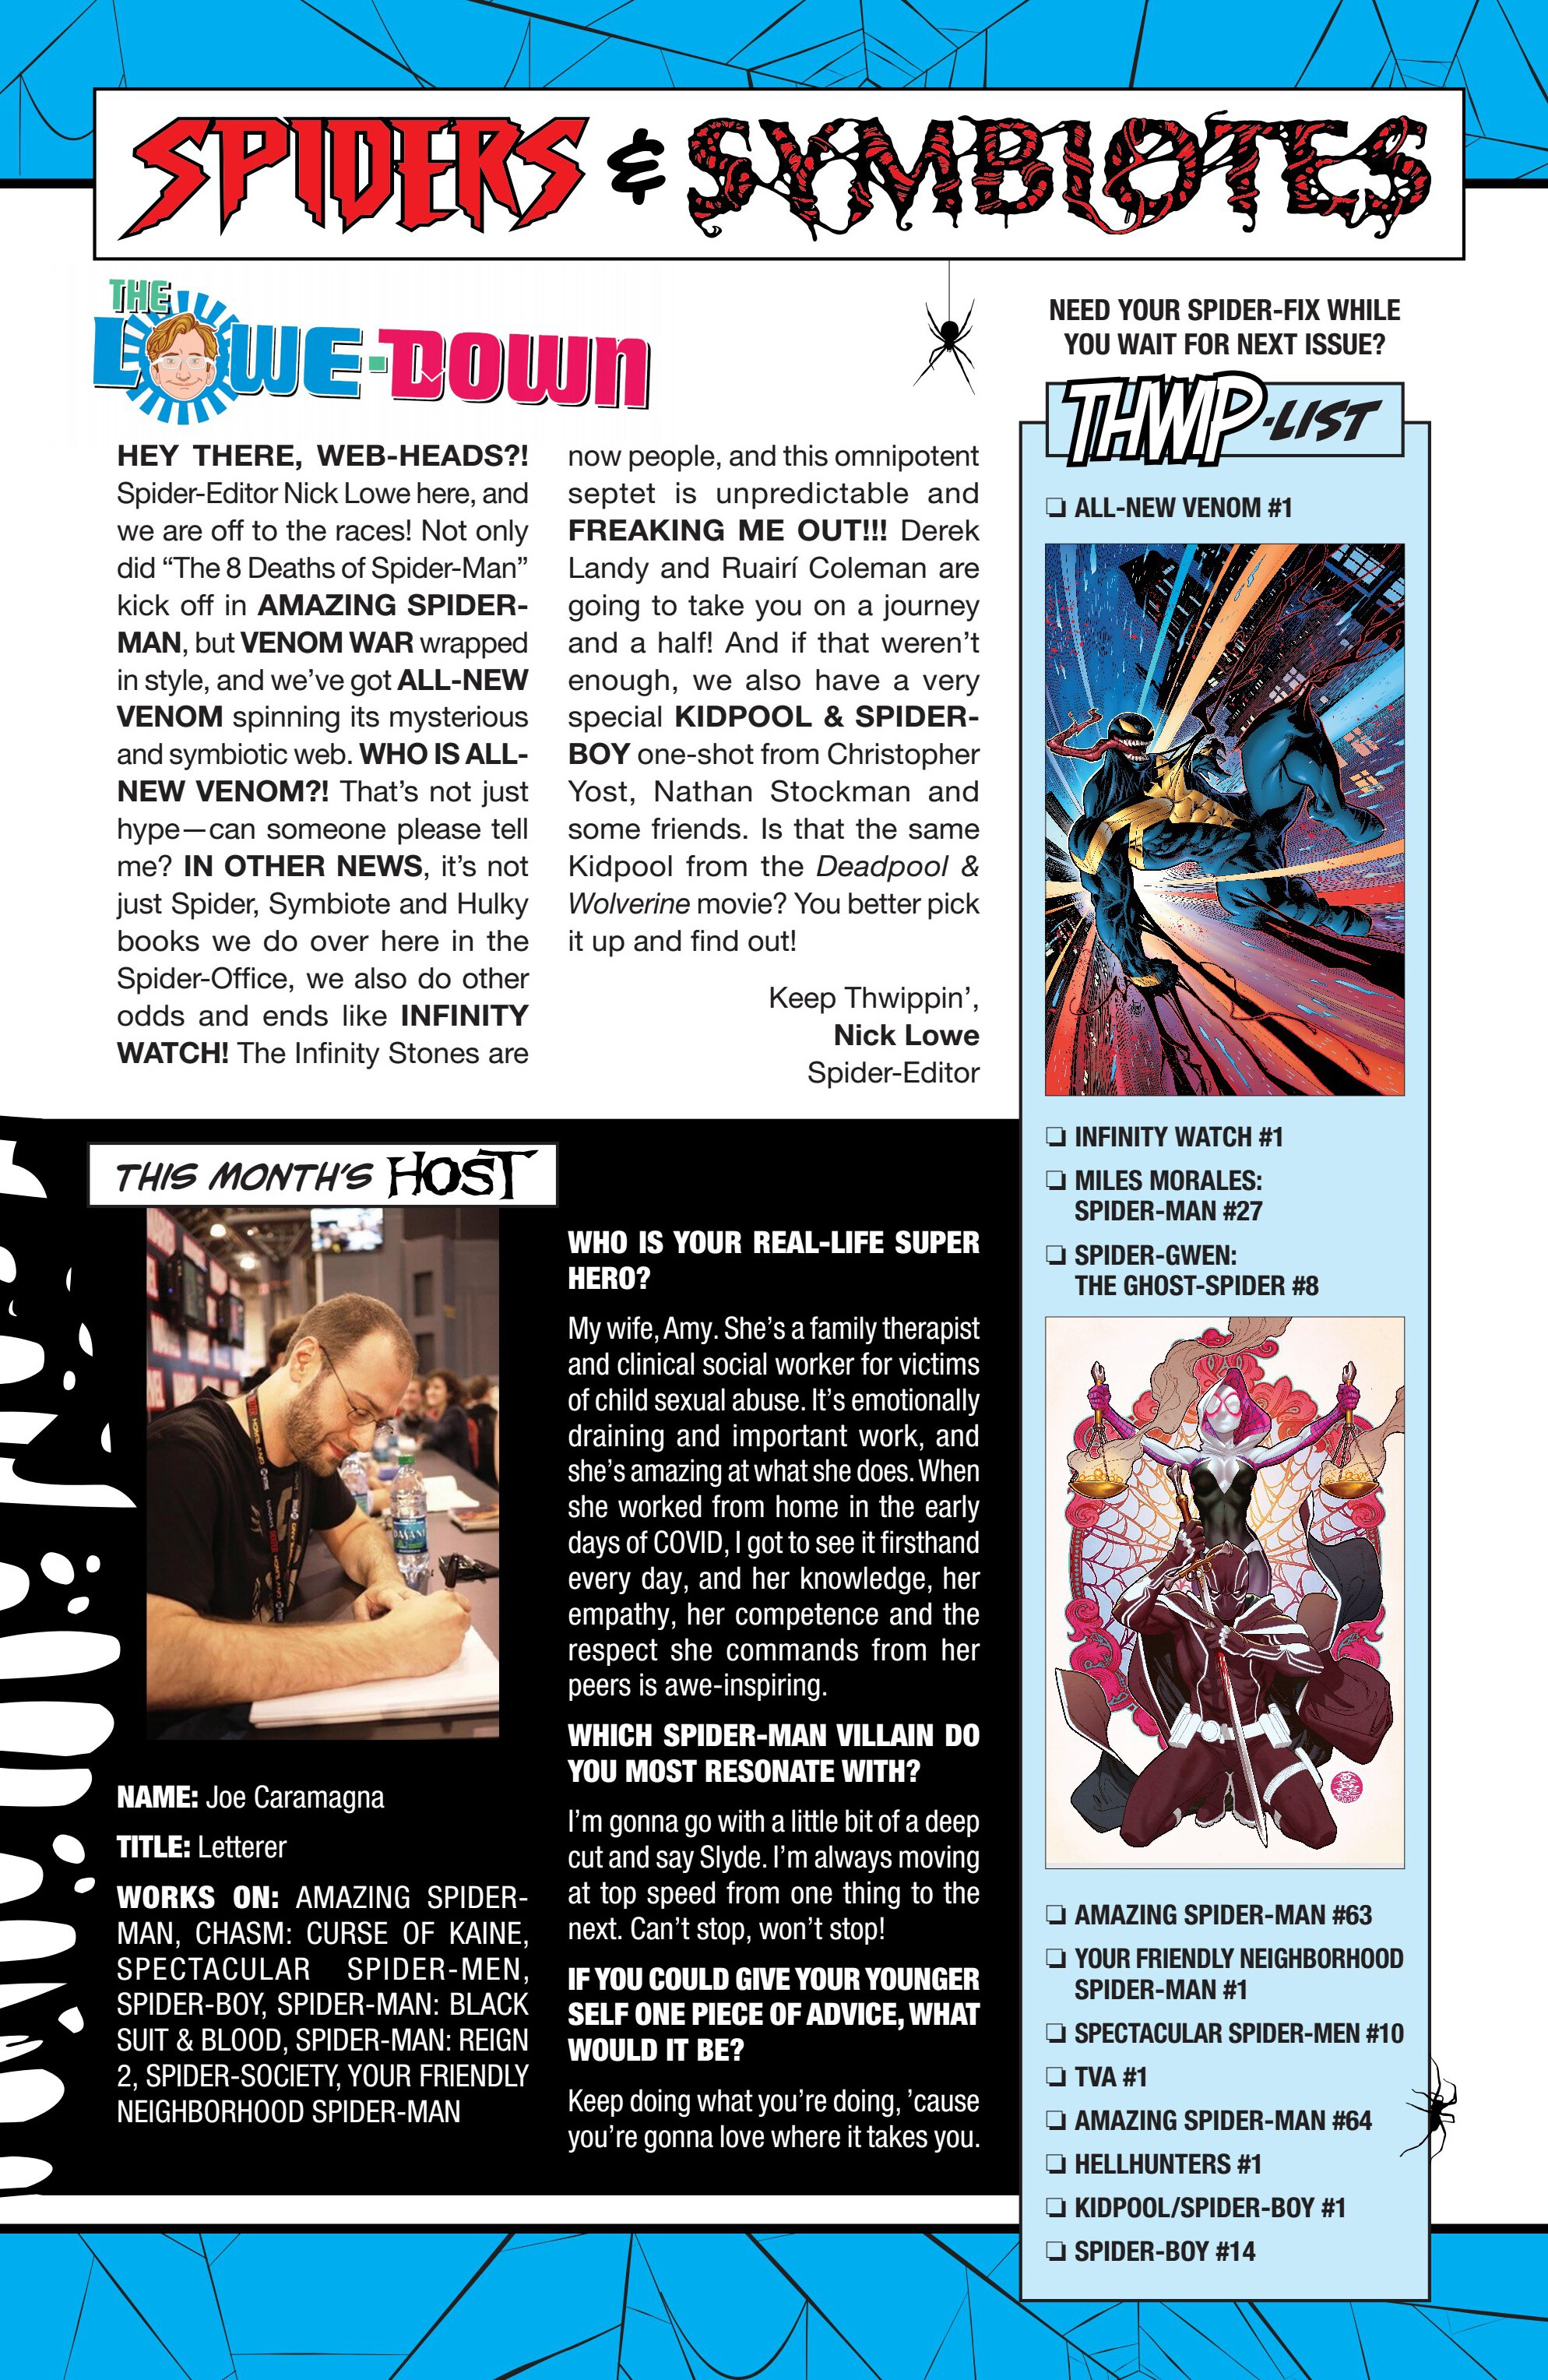 SPIDERS & SYMBIOTES
THE
LOWE-DOWN
HEY THERE, WEB-HEADS?!
Spider-Editor Nick Lowe here, and
we are off to the races! Not only
did “The 8 Deaths of Spider-Man”
kick off in AMAZING SPIDER-
MAN, but VENOM WAR wrapped
in style, and we’ve got ALL-NEW
VENOM spinning its mysterious
and symbiotic web. WHO IS ALL-
NEW VENOM?! That’s not just
hype—can someone please tell
me? IN OTHER NEWS, it’s not
just Spider, Symbiote and Hulky
books we do over here in the
Spider-Office, we also do other
odds and ends like INFINITY
WATCH! The Infinity Stones are
now people, and this omnipotent
septet is unpredictable and
FREAKING ME OUT!!! Derek
Landy and Ruairí Coleman are
going to take you on a journey
and a half! And if that weren’t
enough, we also have a very
special KIDPOOL & SPIDER-
BOY one-shot from Christopher
Yost, Nathan Stockman and
some friends. Is that the same
Kidpool from the Deadpool &
Wolverine movie? You better pick
it up and find out!
Keep Thwippin’,
Nick Lowe
Spider-Editor
THIS MONTH’S HOST
DASANI
NAME: Joe Caramagna
TITLE: Letterer
WORKS ON: AMAZING SPIDER-
MAN, CHASM: CURSE OF KAINE,
SPECTACULAR SPIDER-MEN,
SPIDER-BOY, SPIDER-MAN: BLACK
SUIT & BLOOD, SPIDER-MAN: REIGN
2, SPIDER-SOCIETY, YOUR FRIENDLY
NEIGHBORHOOD SPIDER-MAN
WHO IS YOUR REAL-LIFE SUPER
HERO?
My wife, Amy. She’s a family therapist
and clinical social worker for victims
of child sexual abuse. It’s emotionally
draining and important work, and
she’s amazing at what she does. When
she worked from home in the early
days of COVID, I got to see it firsthand
every day, and her knowledge, her
empathy, her competence and the
respect she commands from her
peers is awe-inspiring.
WHICH SPIDER-MAN VILLAIN DO
YOU MOST RESONATE WITH?
I’m gonna go with a little bit of a deep
cut and say Slyde. I’m always moving
at top speed from one thing to the
next. Can’t stop, won’t stop!
IF YOU COULD GIVE YOUR YOUNGER
SELF ONE PIECE OF ADVICE, WHAT
WOULD IT BE?
Keep doing what you’re doing, ’cause
you’re gonna love where it takes you.
NEED YOUR SPIDER-FIX WHILE
YOU WAIT FOR NEXT ISSUE?
THWIP-LIST
❏ ALL-NEW VENOM #1
❏ INFINITY WATCH #1
❏ MILES MORALES:
SPIDER-MAN #27
❏ SPIDER-GWEN:
THE GHOST-SPIDER #8
❏ AMAZING SPIDER-MAN #63
❏ YOUR FRIENDLY NEIGHBORHOOD
SPIDER-MAN #1
❏ SPECTACULAR SPIDER-MEN #10
❏ TVA #1
❏ AMAZING SPIDER-MAN #64
❏ HELLHUNTERS #1
❏ KIDPOOL/SPIDER-BOY #1
❏ SPIDER-BOY #14